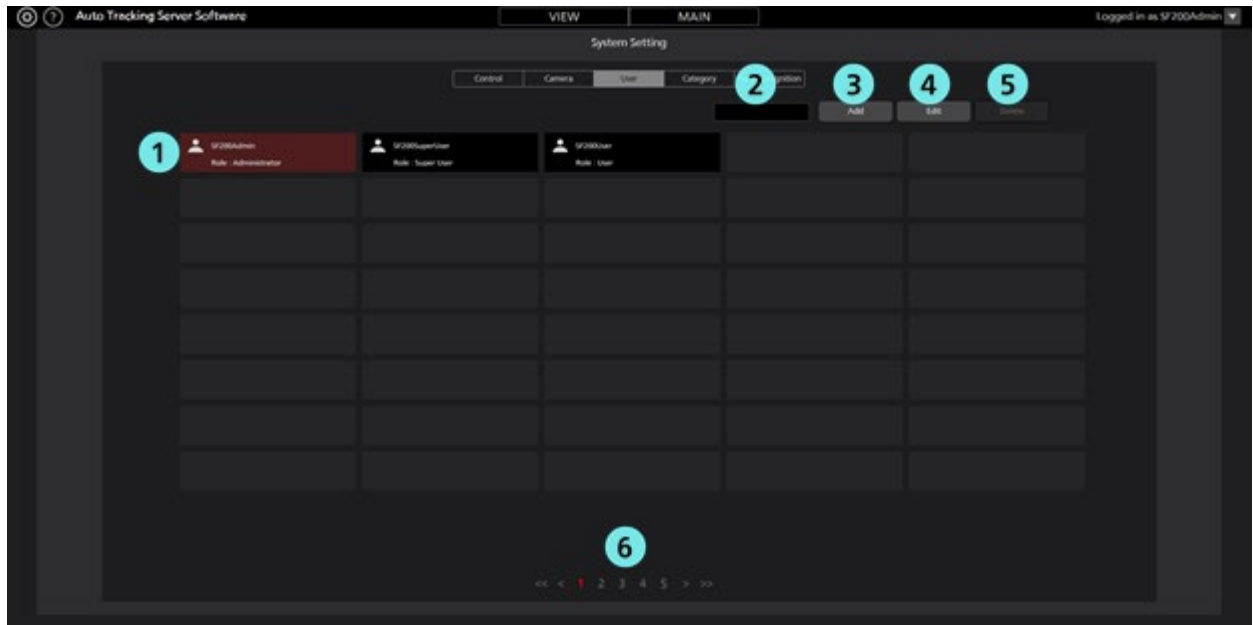 Auto Tracking Server Software VIEW MAIN Logged in as SF200Admin
System Setting
Control Camera User Category
2 3 4 5
Add Edit Delete
1
SF200Admin SF200SuperUser SF200User
Role : Administrator Role : Super User Role : User
6
<< < 1 2 3 4 5 > >>